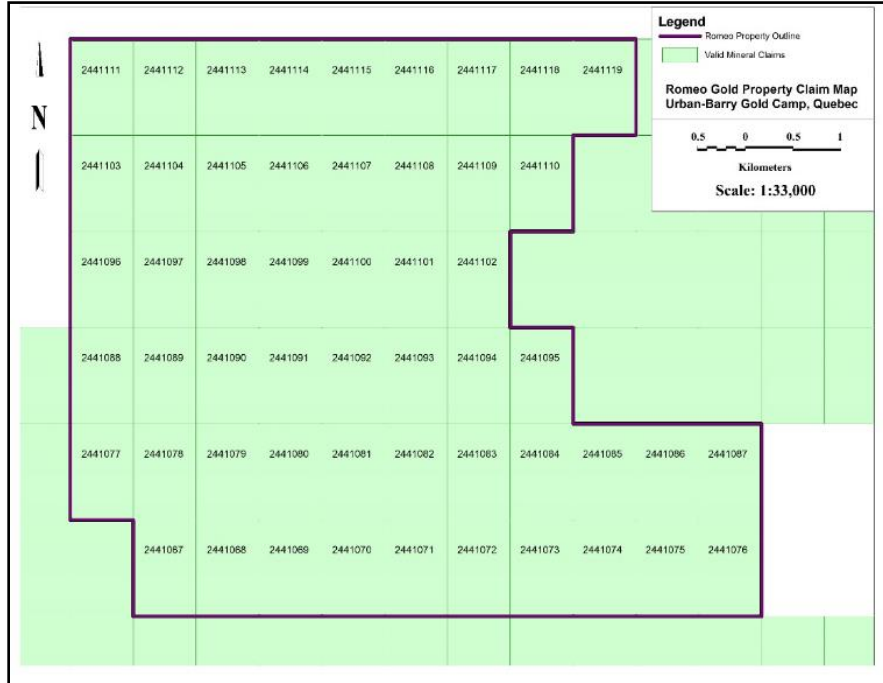 Legend
Romeo Property Outline
Valid Mineral Claims
Romeo Gold Property Claim Map
Urban-Barry Gold Camp, Quebec
0.5 0 0.5 1
Kilometers
Scale: 1:33,000
N
2441111 2441112 2441113 2441114 2441115 2441116 2441117 2441118 2441119
2441103 2441104 2441105 2441106 2441107 2441108 2441109 2441110
2441096 2441097 2441098 2441099 2441100 2441101 2441102
2441088 2441089 2441090 2441091 2441092 2441093 2441094 2441095
2441077 2441078 2441079 2441080 2441081 2441082 2441083 2441084 2441085 2441086 2441087
2441067 2441068 2441069 2441070 2441071 2441072 2441073 2441074 2441075 2441076